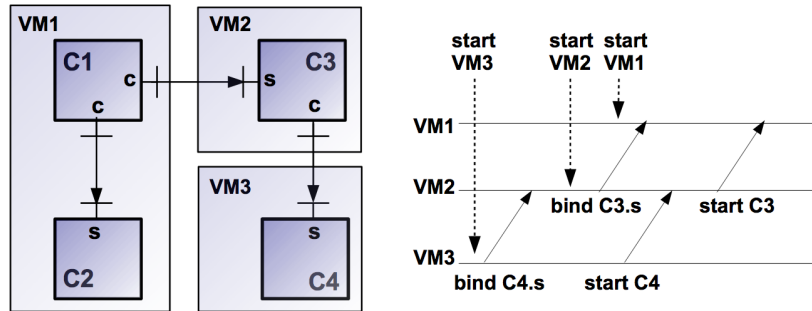 VM1
C1
c
c
s
C2
VM2
C3
s
c
VM3
s
C4
start
VM3
start
VM2
start
VM1
VM1
VM2
bind C3.s
start C3
VM3
bind C4.s
start C4